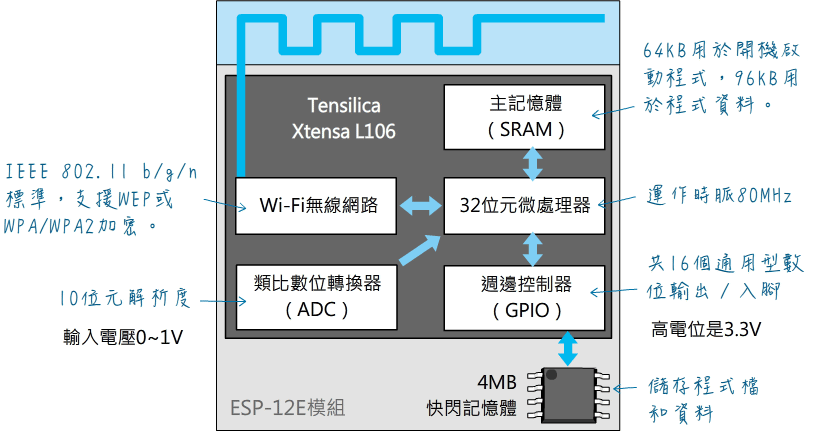 64KB用於開機啟
動程式，96KB用
於程式資料。
Tensilica
Xtensa L106
主記憶體
（SRAM）
IEEE 802.11 b/g/n
標準，支援WEP或
WPA/WPA2加密。
Wi-Fi無線網路
32位元微處理器
運作時脈80MHz
類比數位轉換器
（ADC）
週邊控制器
（GPIO）
共16個通用型數
位輸出／入腳
10位元解析度
輸入電壓0~1V
高電位是3.3V
4MB
快閃記憶體
儲存程式檔
和資料
ESP-12E模組